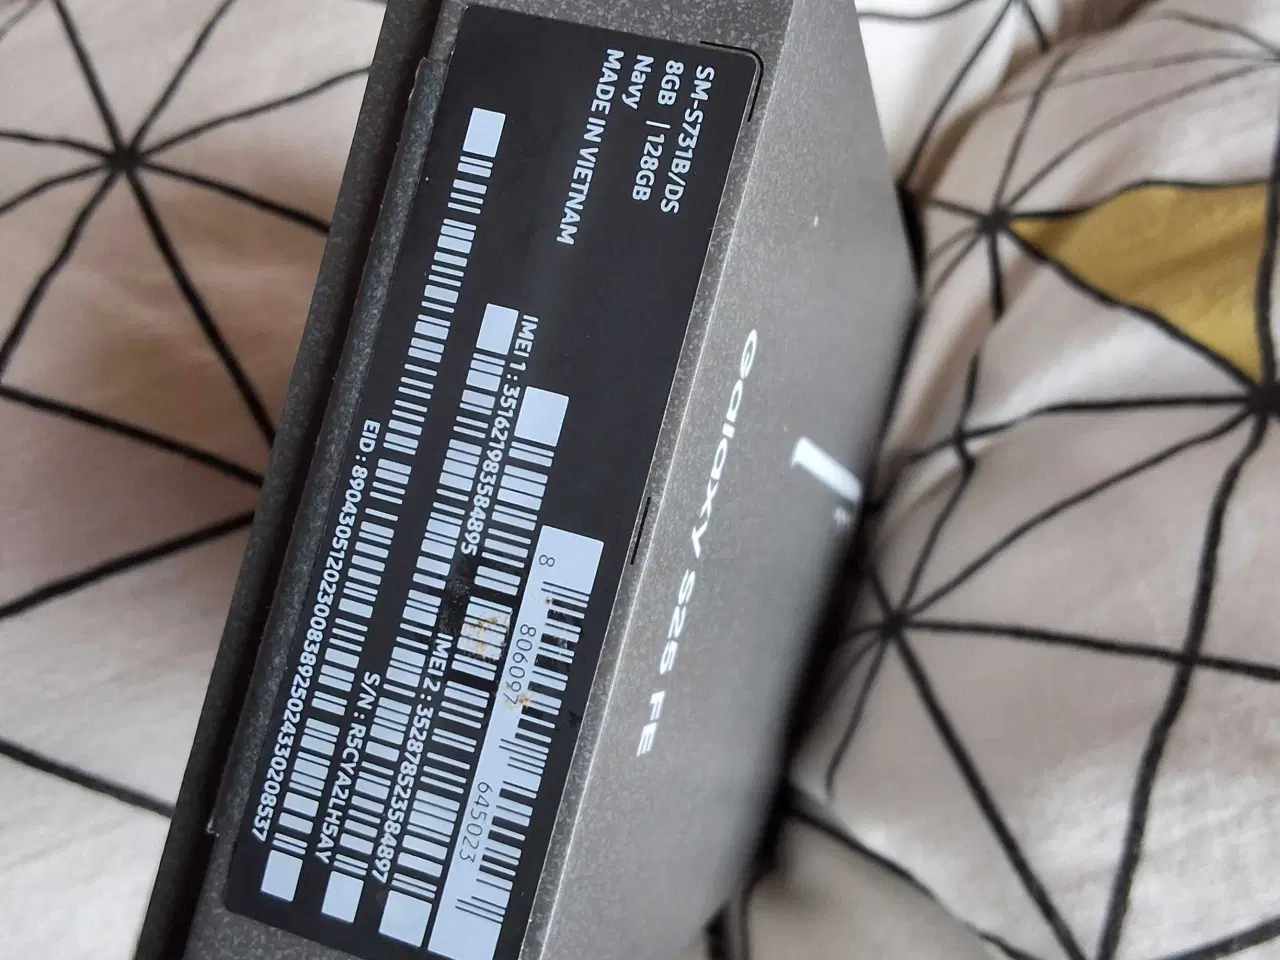 SM-S731B/DS
8GB | 128GB
Navy
MADE IN VIETNAM
8 806097 645023
IMEI 1 : 351621983584895
IMEI 2 : 352878523584897
S/N : R5CYA2LH5AY
EID : 89043051202300838925024330208537
Galaxy S25 FE